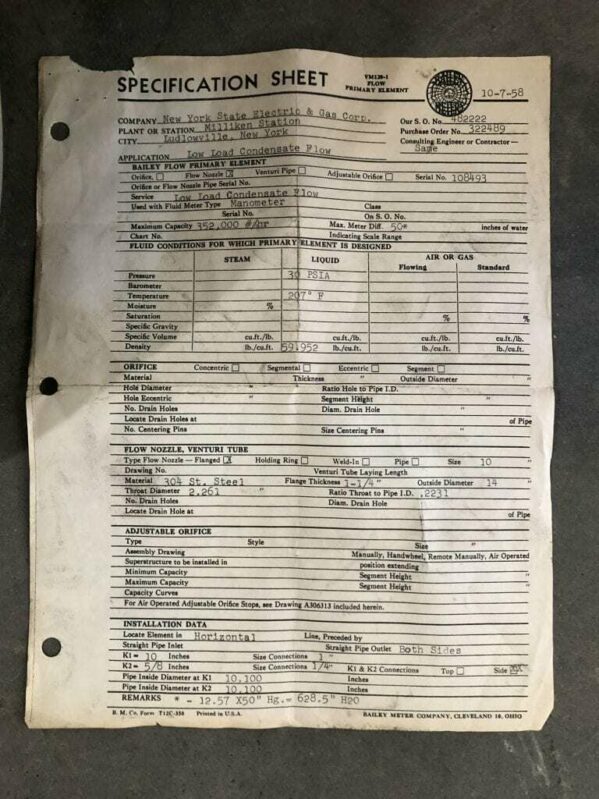 SPECIFICATION SHEET
VM120-1
FLOW
PRIMARY ELEMENT
BAILEY
METERS
10-7-58
COMPANY New York State Electric & Gas Corp.
Our S. O. No. 482222
PLANT OR STATION Milliken Station
Purchase Order No. 322489
CITY Ludlowville, New York
Consulting Engineer or Contractor—
Same
APPLICATION Low Load Condensate Flow
BAILEY FLOW PRIMARY ELEMENT
Orifice, Flow Nozzle X Venturi Pipe Adjustable Orifice Serial No. 108493
Orifice or Flow Nozzle Pipe Serial No.
Service Low Load Condensate Flow
Used with Fluid Meter Type Manometer Class
Serial No. On S. O. No.
Maximum Capacity 352,000 #/hr Max. Meter Diff. 50* inches of water
Chart No. Indicating Scale Range
FLUID CONDITIONS FOR WHICH PRIMARY ELEMENT IS DESIGNED
STEAM LIQUID AIR OR GAS
Flowing Standard
Pressure 30 PSIA
Barometer
Temperature 207° F
Moisture %
Saturation % %
Specific Gravity
Specific Volume cu.ft./lb. cu.ft./lb. cu.ft./lb. cu.ft./lb.
Density lb./cu.ft. 59.952 lb./cu.ft. lb./cu.ft. lb./cu.ft.
ORIFICE Concentric Segmental Eccentric Segment
Material Thickness " Outside Diameter "
Hole Diameter " Ratio Hole to Pipe I.D.
Hole Eccentric " Segment Height "
No. Drain Holes Diam. Drain Hole "
Locate Drain Holes at of Pipe
No. Centering Pins Size Centering Pins "
FLOW NOZZLE, VENTURI TUBE
Type Flow Nozzle — Flanged X Holding Ring Weld-In Pipe Size 10 "
Drawing No. Venturi Tube Laying Length
Material 304 St. Steel Flange Thickness 1-1/4" Outside Diameter 14 "
Throat Diameter 2.261 " Ratio Throat to Pipe I.D. .2231
No. Drain Holes Diam. Drain Hole
Locate Drain Hole at of Pipe
ADJUSTABLE ORIFICE
Type Style Size "
Assembly Drawing Manually, Handwheel, Remote Manually, Air Operated
Superstructure to be installed in position extending
Minimum Capacity Segment Height "
Maximum Capacity Segment Height "
Capacity Curves
For Air Operated Adjustable Orifice Stops, see Drawing A306313 included herein.
INSTALLATION DATA
Locate Element in Horizontal Line, Preceded by
Straight Pipe Inlet Straight Pipe Outlet Both Sides
K1= 10 Inches Size Connections 1 "
K2= 5/8 Inches Size Connections 1/4" K1 & K2 Connections Top Side
Pipe Inside Diameter at K1 10.100 Inches
Pipe Inside Diameter at K2 10.100 Inches
REMARKS * - 12.57 X50" Hg.= 628.5" H20
B. M. Co. Form T12C-358 Printed in U.S.A. BAILEY METER COMPANY, CLEVELAND 10, OHIO